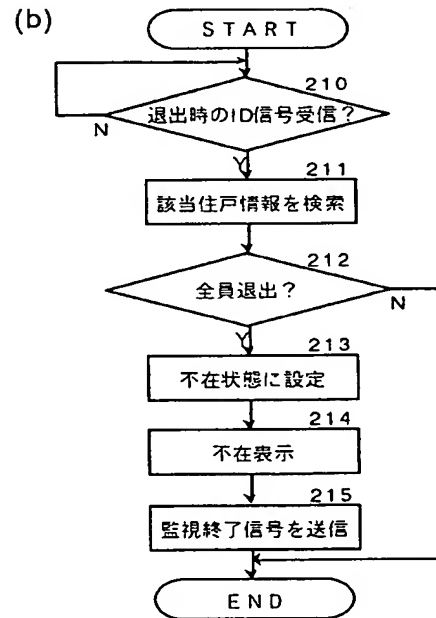 (b)
START
210
退出時のID信号受信?
N
Y
211
該当住戸情報を検索
212
全員退出?
N
Y
213
不在状態に設定
214
不在表示
215
監視終了信号を送信
END